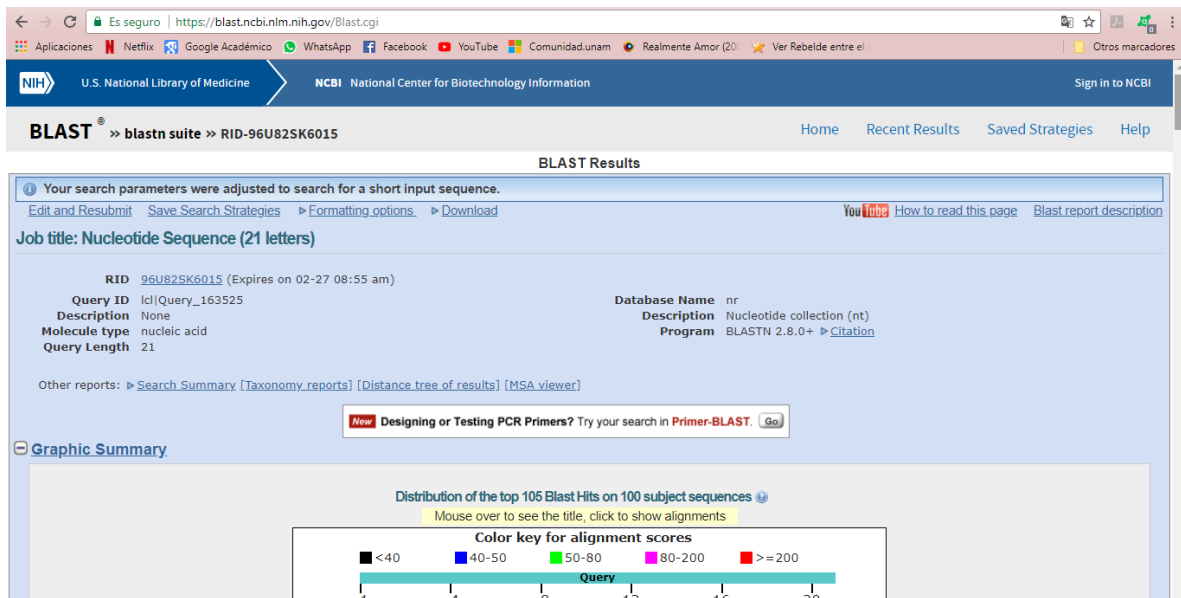 Es seguro | https://blast.ncbi.nlm.nih.gov/Blast.cgi
Aplicaciones Netflix Google Académico WhatsApp Facebook YouTube Comunidad.unam Realmente Amor (200 Ver Rebelde entre el Otros marcadores
NIH U.S. National Library of Medicine NCBI National Center for Biotechnology Information Sign in to NCBI
BLAST ® » blastn suite » RID-96U82SK6015 Home Recent Results Saved Strategies Help
BLAST Results
Your search parameters were adjusted to search for a short input sequence.
Edit and Resubmit Save Search Strategies Formatting options Download YouTube How to read this page Blast report description
Job title: Nucleotide Sequence (21 letters)
RID 96U82SK6015 (Expires on 02-27 08:55 am)
Query ID lcl|Query_163525 Database Name nr
Description None Description Nucleotide collection (nt)
Molecule type nucleic acid Program BLASTN 2.8.0+ Citation
Query Length 21
Other reports: Search Summary [Taxonomy reports] [Distance tree of results] [MSA viewer]
New Designing or Testing PCR Primers? Try your search in Primer-BLAST. Go
Graphic Summary
Distribution of the top 105 Blast Hits on 100 subject sequences
Mouse over to see the title, click to show alignments
Color key for alignment scores
<40 40-50 50-80 80-200 >=200
Query